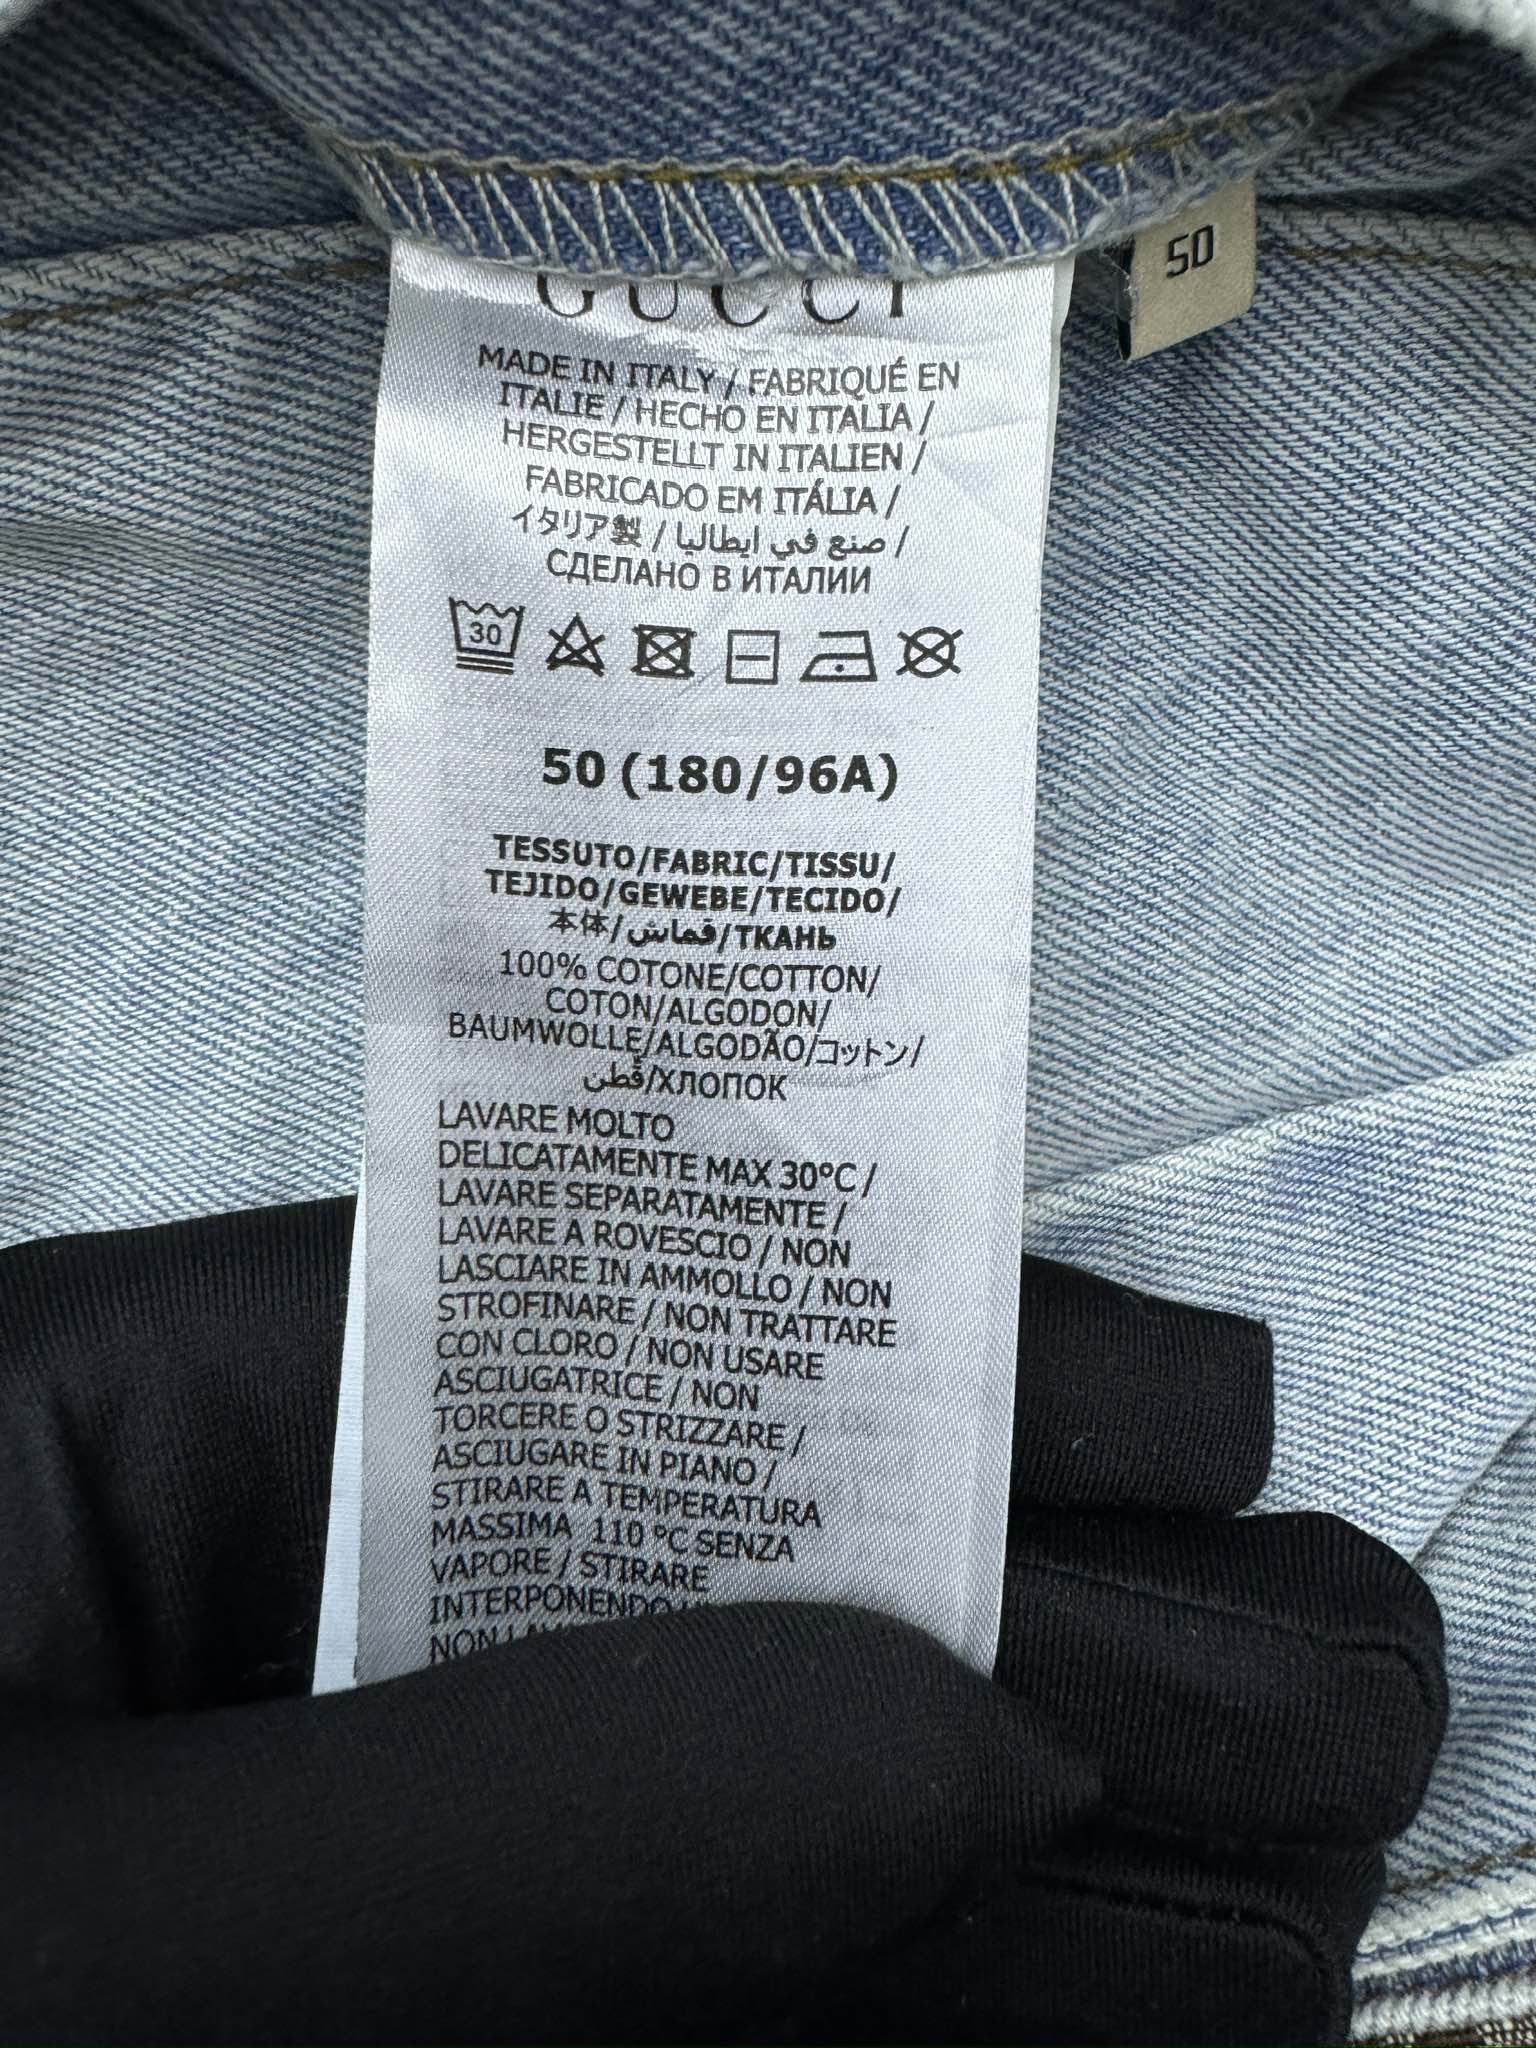 GUCCI
50
MADE IN ITALY / FABRIQUÉ EN
ITALIE / HECHO EN ITALIA /
HERGESTELLT IN ITALIEN /
FABRICADO EM ITÁLIA /
イタリア製 / صنع في ايطاليا /
СДЕЛАНО В ИТАЛИИ
30
50 (180/96A)
TESSUTO/FABRIC/TISSU/
TEJIDO/GEWEBE/TECIDO/
本体/قماش/ТКАНЬ
100% COTONE/COTTON/
COTON/ALGODON/
BAUMWOLLE/ALGODÃO/コットン/
قُطن/ХЛОПОК
LAVARE MOLTO
DELICATAMENTE MAX 30°C /
LAVARE SEPARATAMENTE /
LAVARE A ROVESCIO / NON
LASCIARE IN AMMOLLO / NON
STROFINARE / NON TRATTARE
CON CLORO / NON USARE
ASCIUGATRICE / NON
TORCERE O STRIZZARE /
ASCIUGARE IN PIANO /
STIRARE A TEMPERATURA
MASSIMA 110 °C SENZA
VAPORE / STIRARE
INTERPONENDO
NON